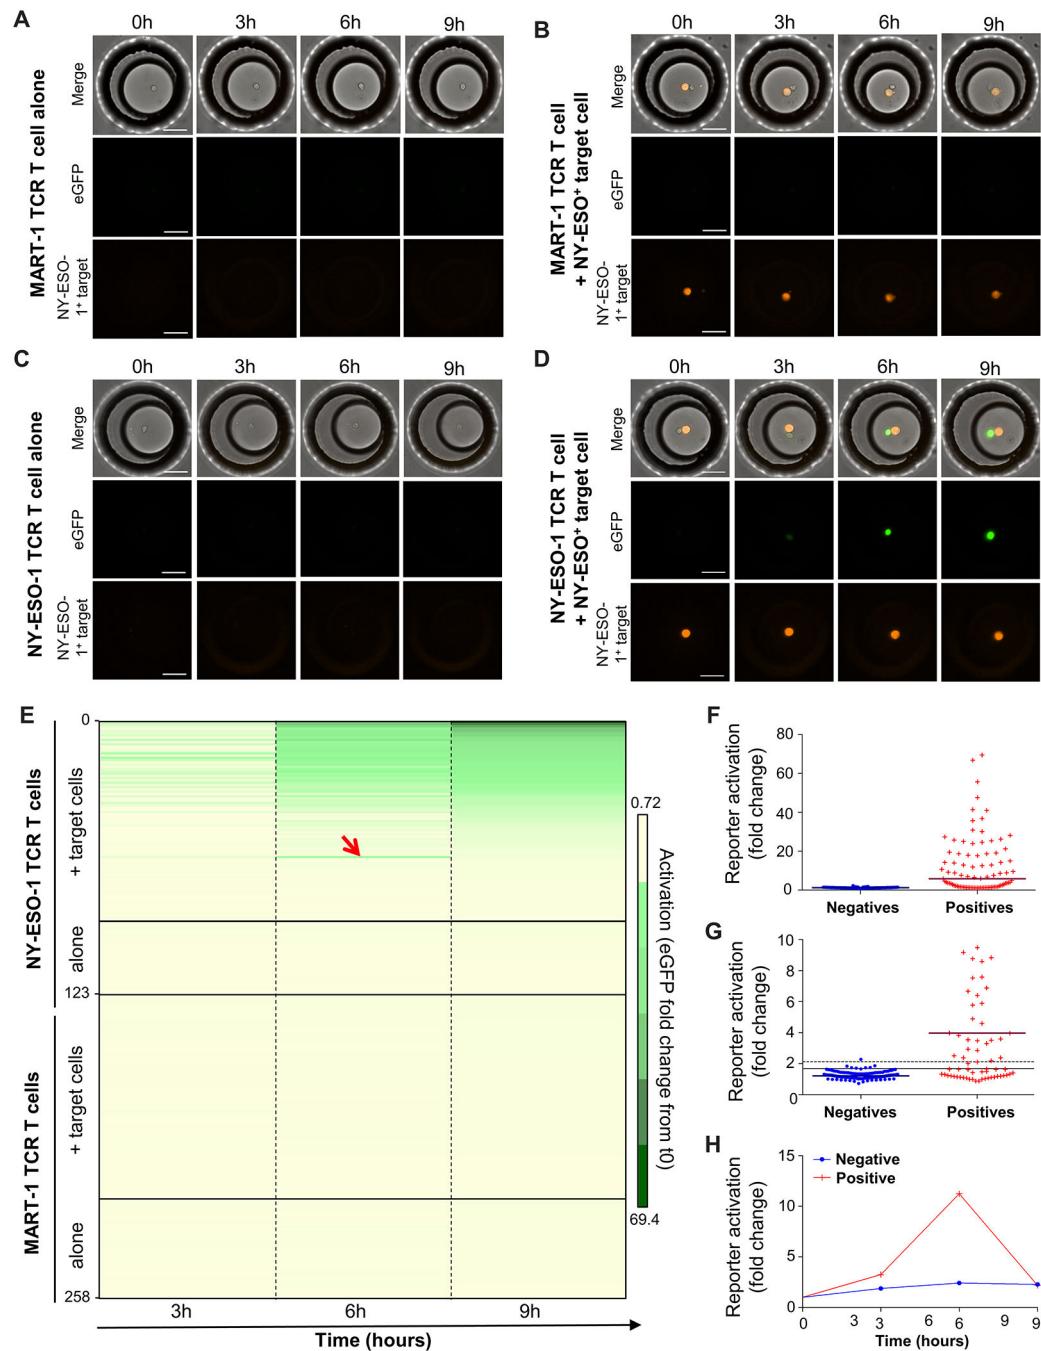 A
0h 3h 6h 9h
MART-1 TCR T cell alone
Merge
eGFP
NY-ESO-
1+ target
B
0h 3h 6h 9h
MART-1 TCR T cell
+ NY-ESO+ target cell
Merge
eGFP
NY-ESO-
1+ target
C
0h 3h 6h 9h
NY-ESO-1 TCR T cell alone
Merge
eGFP
NY-ESO-
1+ target
D
0h 3h 6h 9h
NY-ESO-1 TCR T cell
+ NY-ESO+ target cell
Merge
eGFP
NY-ESO-
1+ target
E
NY-ESO-1 TCR T cells
+ target cells
alone
MART-1 TCR T cells
+ target cells
alone
0
123
258
3h 6h 9h
Time (hours)
0.72
69.4
Activation (eGFP fold change from t0)
F
Reporter activation
(fold change)
80
60
40
20
0
Negatives Positives
G
Reporter activation
(fold change)
10
8
6
4
2
0
Negatives Positives
H
Reporter activation
(fold change)
15
10
5
0
Negative
Positive
0 3 3 6 6 9 9
Time (hours)